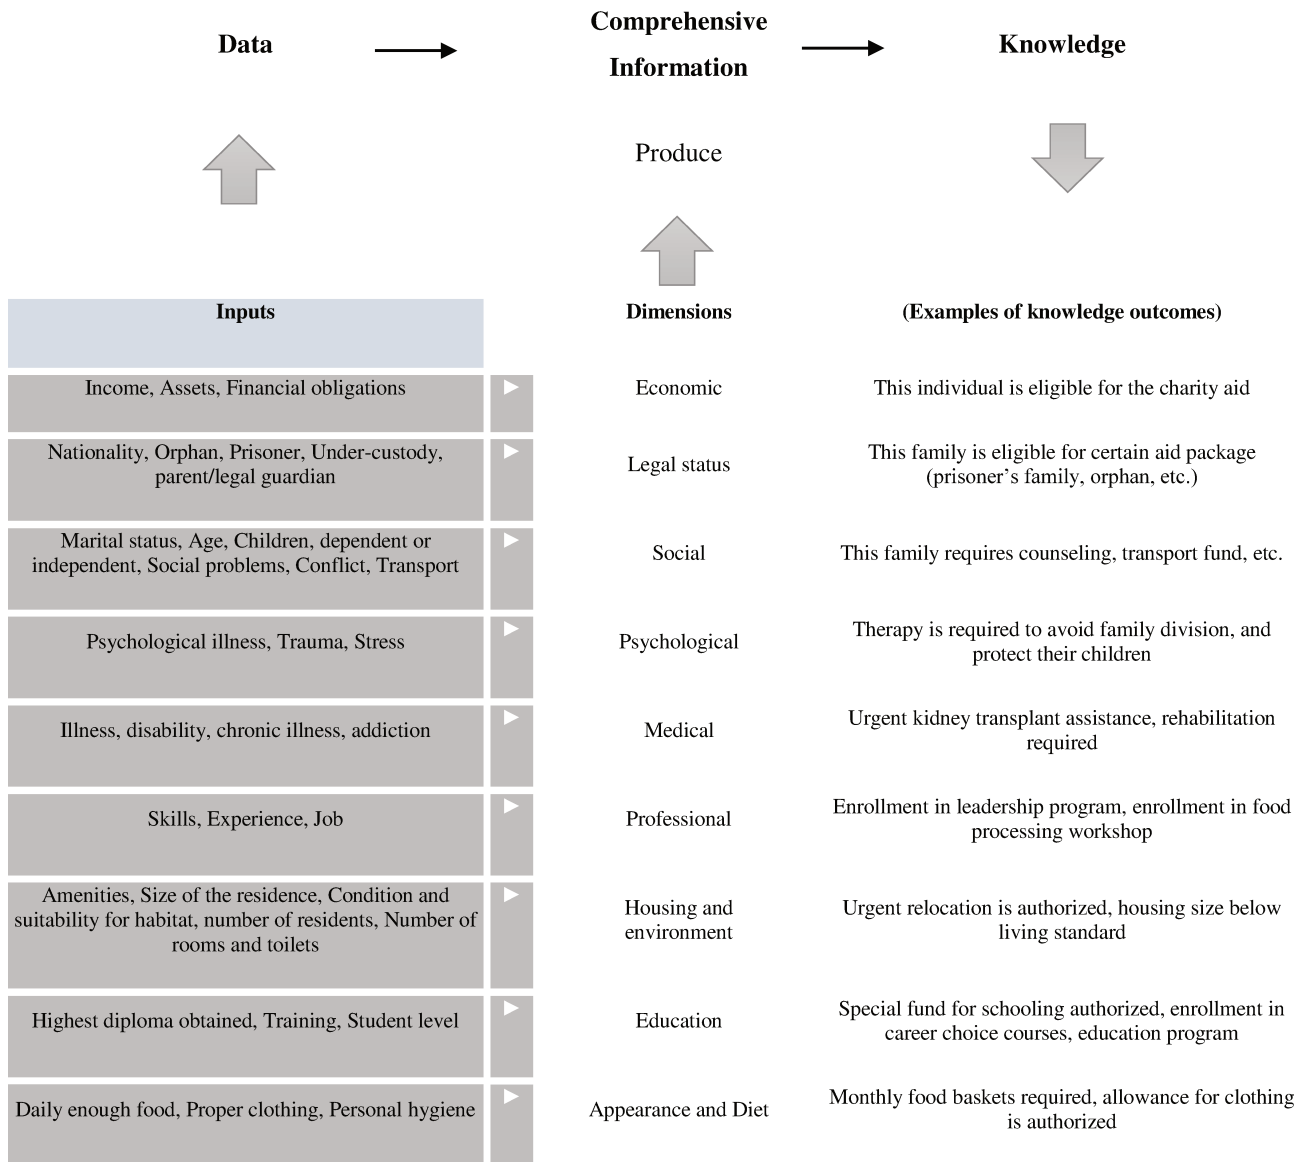 Data
Comprehensive
Information
Knowledge
Produce
Inputs
Dimensions
(Examples of knowledge outcomes)
Income, Assets, Financial obligations
Economic
This individual is eligible for the charity aid
Nationality, Orphan, Prisoner, Under-custody,
parent/legal guardian
Legal status
This family is eligible for certain aid package
(prisoner’s family, orphan, etc.)
Marital status, Age, Children, dependent or
independent, Social problems, Conflict, Transport
Social
This family requires counseling, transport fund, etc.
Psychological illness, Trauma, Stress
Psychological
Therapy is required to avoid family division, and
protect their children
Illness, disability, chronic illness, addiction
Medical
Urgent kidney transplant assistance, rehabilitation
required
Skills, Experience, Job
Professional
Enrollment in leadership program, enrollment in food
processing workshop
Amenities, Size of the residence, Condition and
suitability for habitat, number of residents, Number of
rooms and toilets
Housing and
environment
Urgent relocation is authorized, housing size below
living standard
Highest diploma obtained, Training, Student level
Education
Special fund for schooling authorized, enrollment in
career choice courses, education program
Daily enough food, Proper clothing, Personal hygiene
Appearance and Diet
Monthly food baskets required, allowance for clothing
is authorized